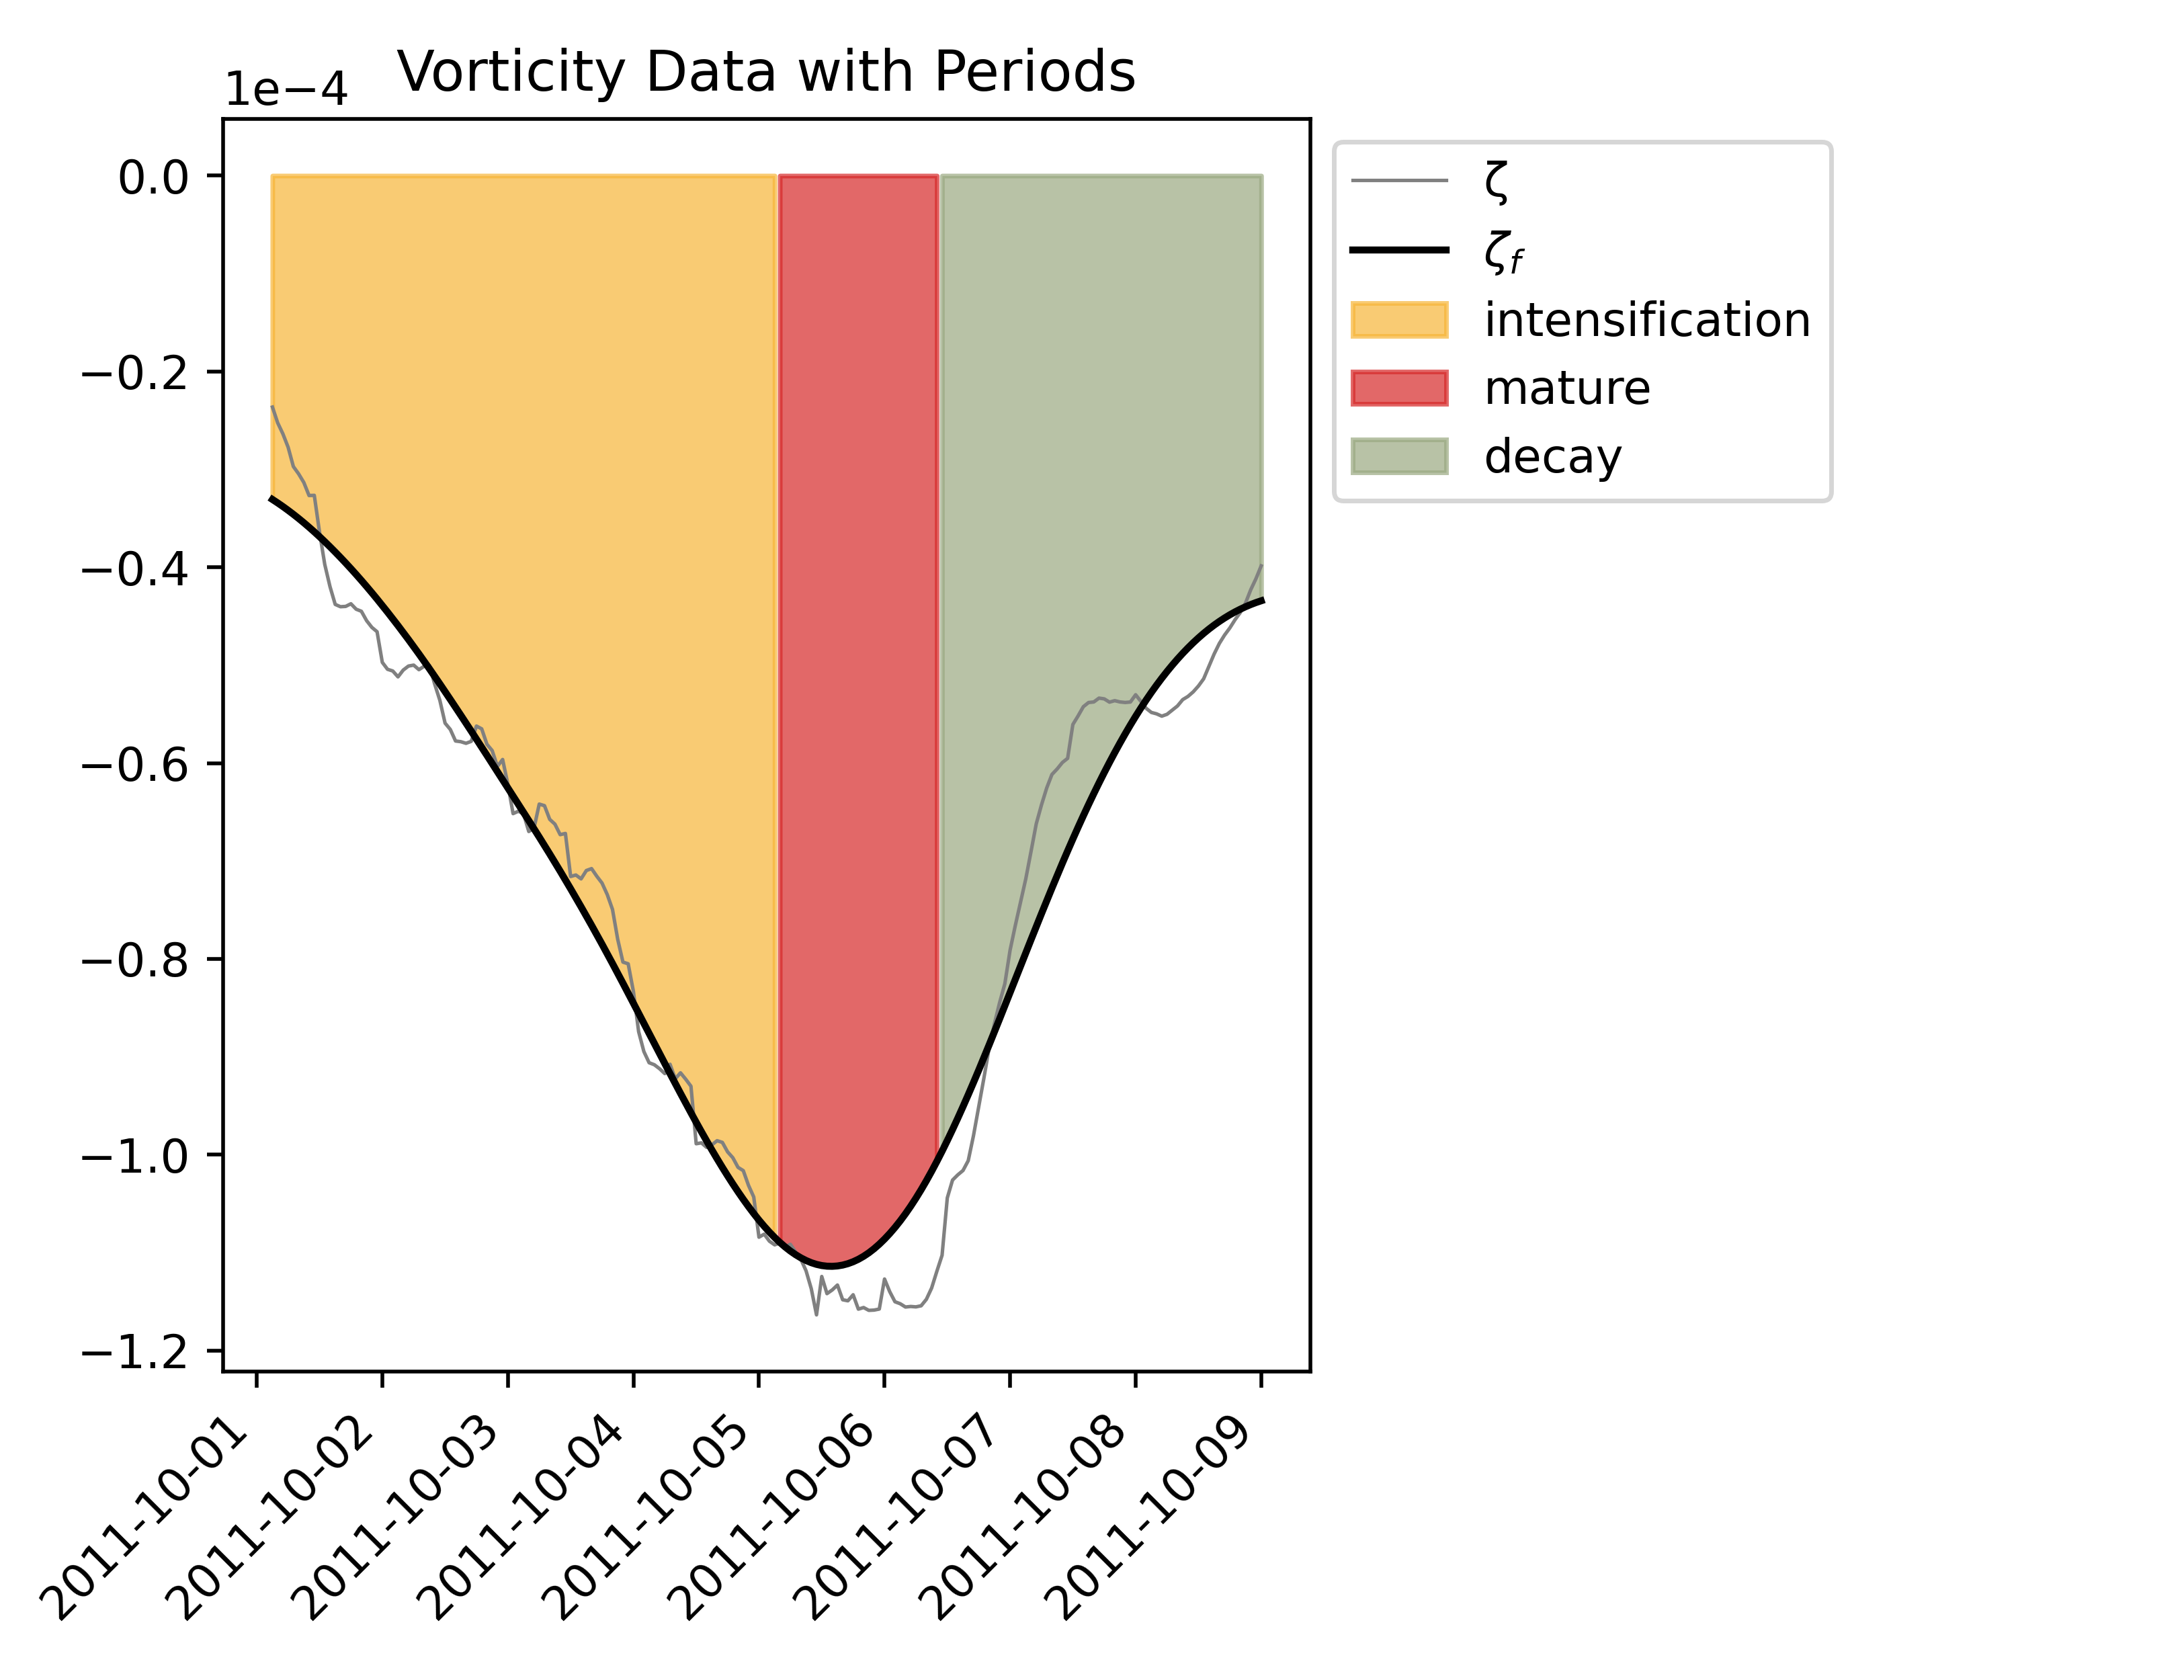 Vorticity Data with Periods
1e−4
0.0
−0.2
−0.4
−0.6
−0.8
−1.0
−1.2
2011-10-01
2011-10-02
2011-10-03
2011-10-04
2011-10-05
2011-10-06
2011-10-07
2011-10-08
2011-10-09
ζ
ζf
intensification
mature
decay